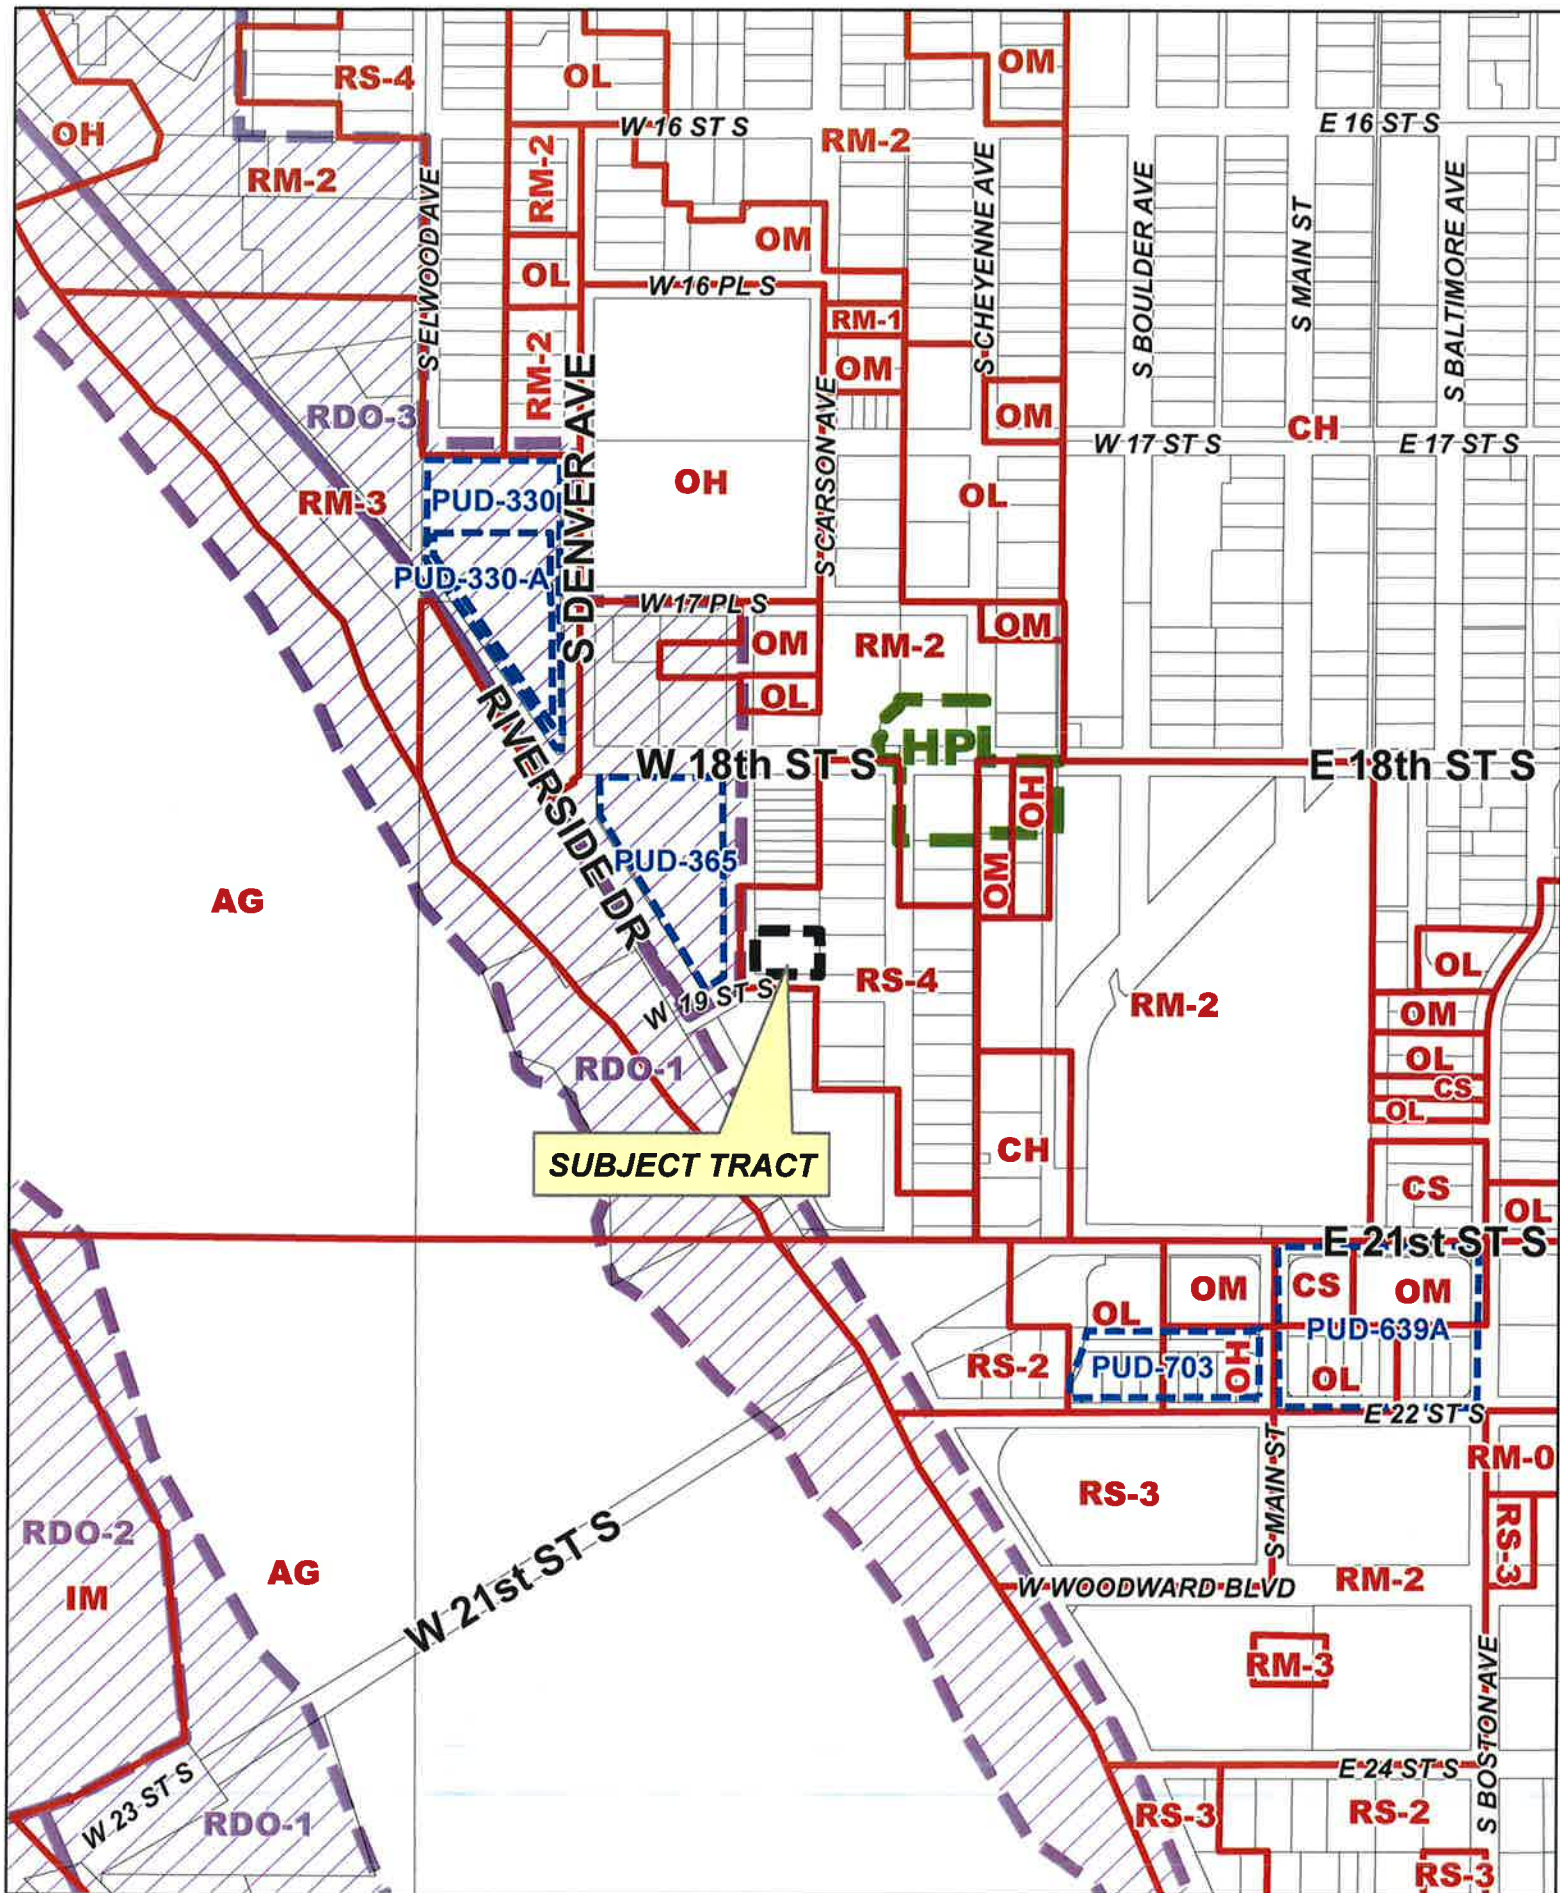 RS-4
OL
OM
OH
W 16 ST S
E 16 ST S
RM-2
RM-2
RM-2
S ELWOOD AVE
S CHEYENNE AVE
S BOULDER AVE
S MAIN ST
S BALTIMORE AVE
OM
OL
W 16 PL S
RM-1
RM-2
OM
S DENVER AVE
S CARSON AVE
RDO-3
OM
CH
W 17 ST S
E 17 ST S
RM-3
PUD-330
OH
OL
PUD-330-A
W 17 PL S
OM
RM-2
OM
OL
RIVERSIDE DR
HPL
W 18th ST S
E 18th ST S
OH
PUD-365
OM
AG
RS-4
OL
W 19 ST S
RM-2
OM
RDO-1
OL
CS
OL
SUBJECT TRACT
CH
CS
OL
E 21st ST S
OM
CS
OM
OL
PUD-639A
RS-2
PUD-703
OH
OL
E 22 ST S
S MAIN ST
RM-0
RS-3
RS-3
RDO-2
W 21st ST S
AG
IM
W WOODWARD BLVD
RM-2
RM-3
S BOSTON AVE
E 24 ST S
W 23 ST S
RDO-1
RS-3
RS-2
RS-3